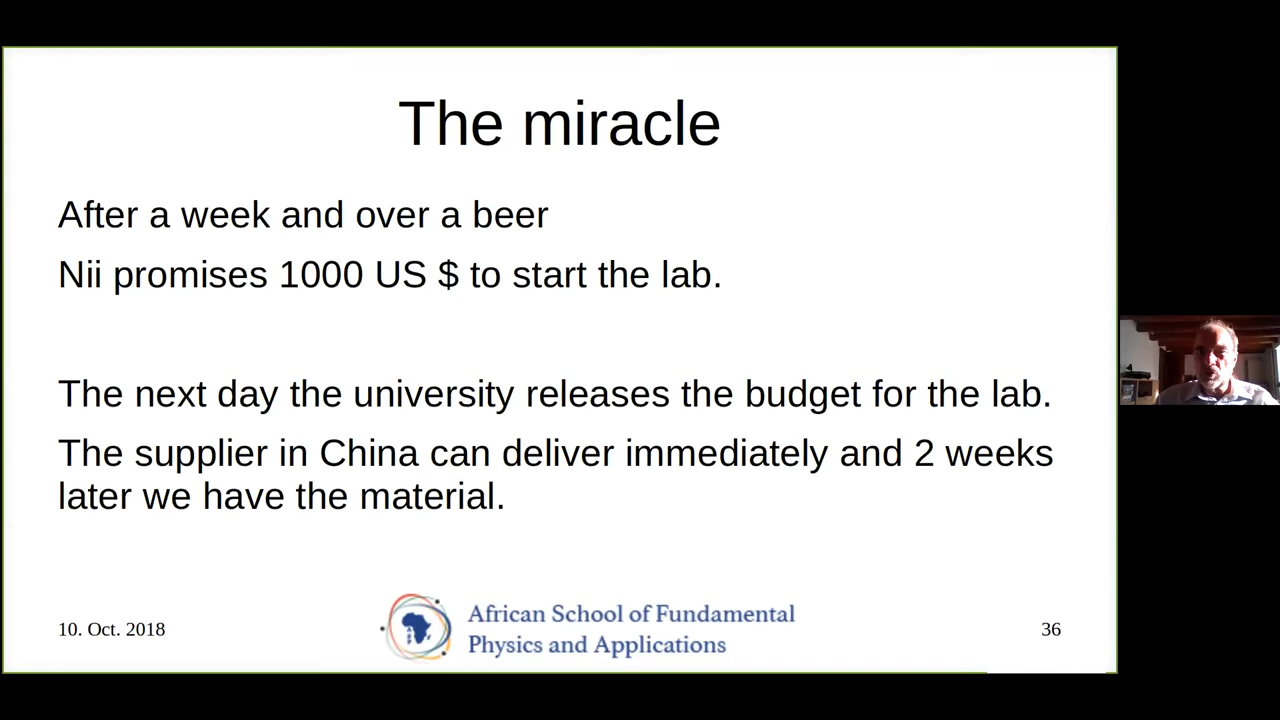 The miracle
After a week and over a beer
Nii promises 1000 US $ to start the lab.
The next day the university releases the budget for the lab.
The supplier in China can deliver immediately and 2 weeks
later we have the material.
10. Oct. 2018
African School of Fundamental
Physics and Applications
36